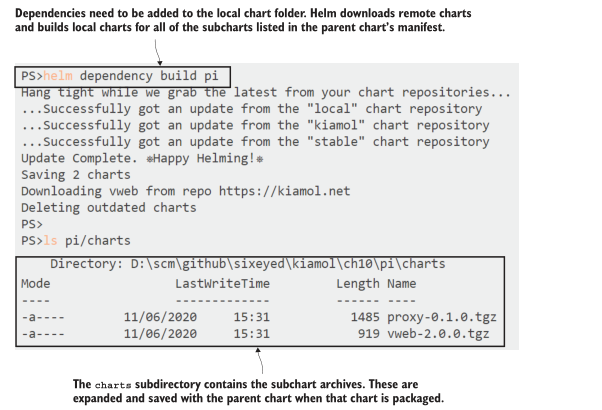 Dependencies need to be added to the local chart folder. Helm downloads remote charts
and builds local charts for all of the subcharts listed in the parent chart's manifest.
PS>helm dependency build pi
Hang tight while we grab the latest from your chart repositories...
...Successfully got an update from the "local" chart repository
...Successfully got an update from the "kiamol" chart repository
...Successfully got an update from the "stable" chart repository
Update Complete. ⎈Happy Helming!⎈
Saving 2 charts
Downloading vweb from repo https://kiamol.net
Deleting outdated charts
PS>
PS>ls pi/charts
Directory: D:\scm\github\sixeyed\kiamol\ch10\pi\charts
Mode LastWriteTime Length Name
---- ------------- ------ ----
-a---- 11/06/2020 15:31 1485 proxy-0.1.0.tgz
-a---- 11/06/2020 15:31 919 vweb-2.0.0.tgz
The charts subdirectory contains the subchart archives. These are
expanded and saved with the parent chart when that chart is packaged.